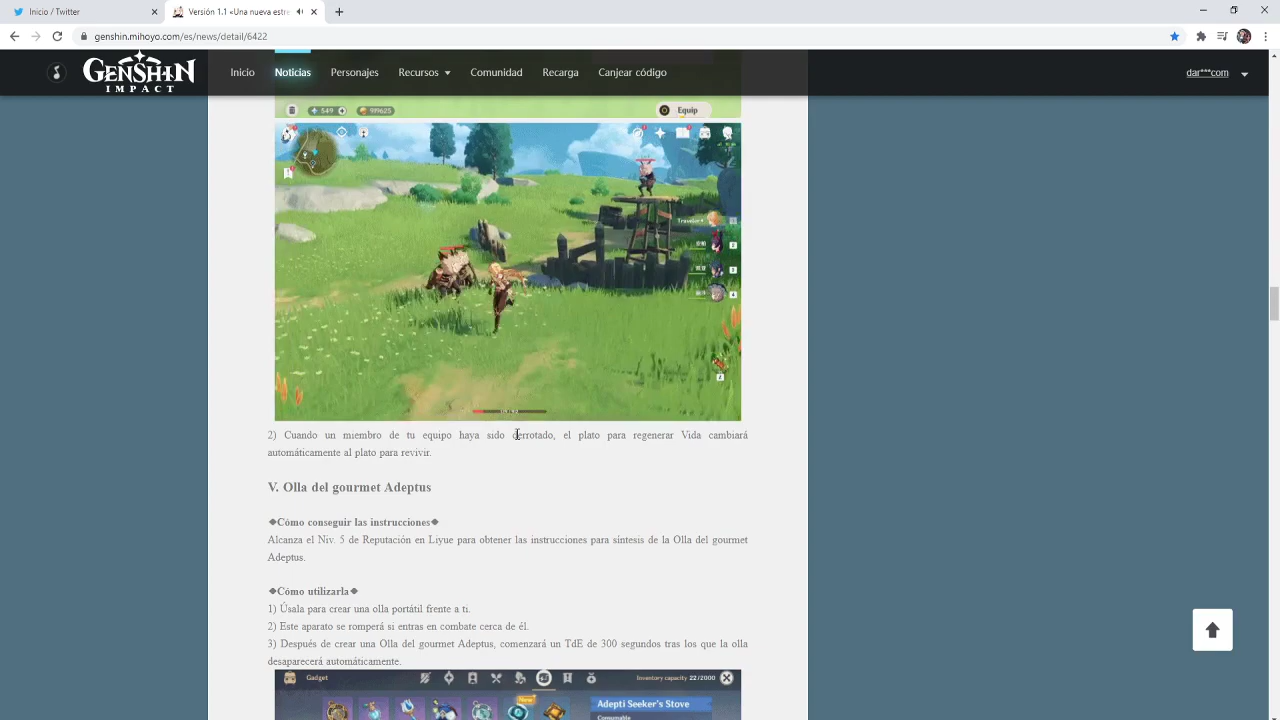 Inicio / Twitter
Versión 1.1 «Una nueva estre
genshin.mihoyo.com/es/news/detail/6422
GENSHIN
IMPACT
Inicio
Noticias
Personajes
Recursos
Comunidad
Recarga
Canjear código
dar***com
549
999625
Equip
Traveler
2) Cuando un miembro de tu equipo haya sido derrotado, el plato para regenerar Vida cambiará
automáticamente al plato para revivir.
V. Olla del gourmet Adeptus
◆Cómo conseguir las instrucciones◆
Alcanza el Niv. 5 de Reputación en Liyue para obtener las instrucciones para síntesis de la Olla del gourmet
Adeptus.
◆Cómo utilizarla◆
1) Úsala para crear una olla portátil frente a ti.
2) Este aparato se romperá si entras en combate cerca de él.
3) Después de crear una Olla del gourmet Adeptus, comenzará un TdE de 300 segundos tras los que la olla
desaparecerá automáticamente.
Gadget
Inventory capacity 22/2000
New
Adepti Seeker's Stove
Consumable